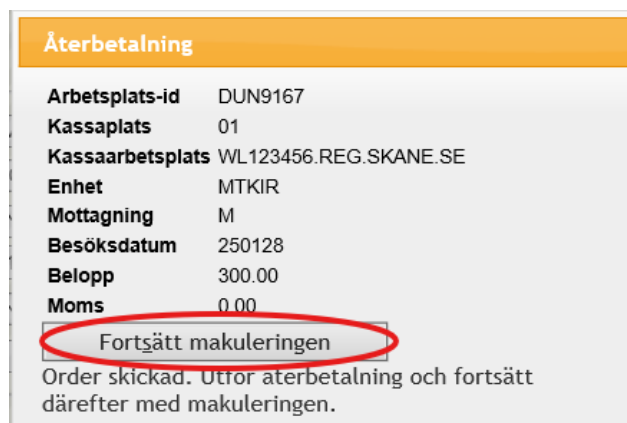 Återbetalning
Arbetsplats-id DUN9167
Kassaplats 01
Kassaarbetsplats WL123456.REG.SKANE.SE
Enhet MTKIR
Mottagning M
Besöksdatum 250128
Belopp 300.00
Moms 0.00
Fortsätt makuleringen
Order skickad. Utför återbetalning och fortsätt
därefter med makuleringen.